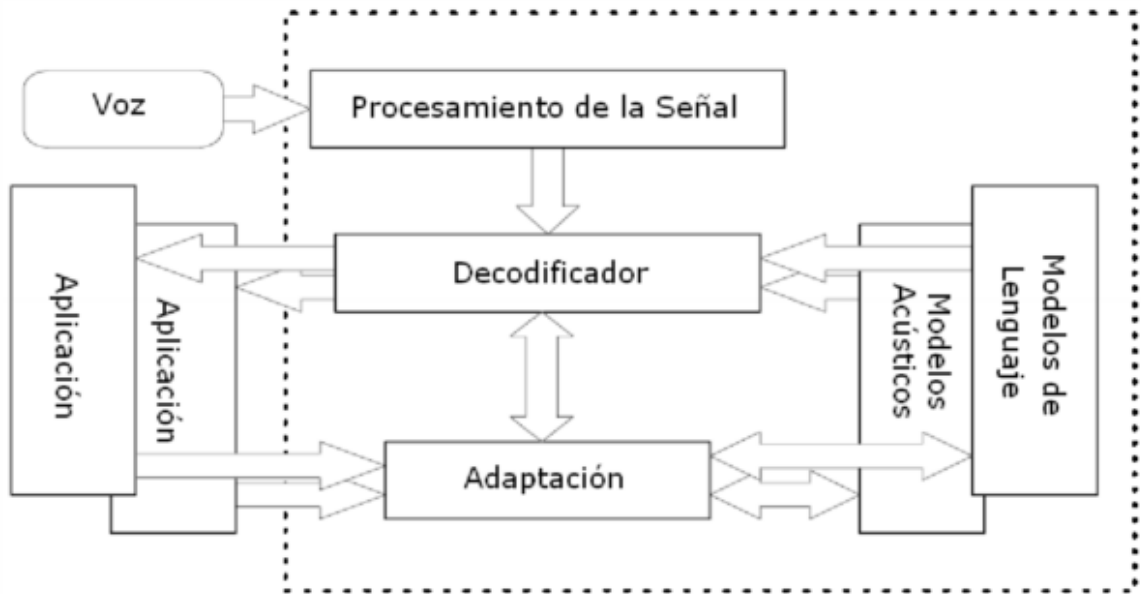 Voz
Procesamiento de la Señal
Decodificador
Aplicación
Aplicación
Modelos
Acústicos
Modelos de
Lenguaje
Adaptación